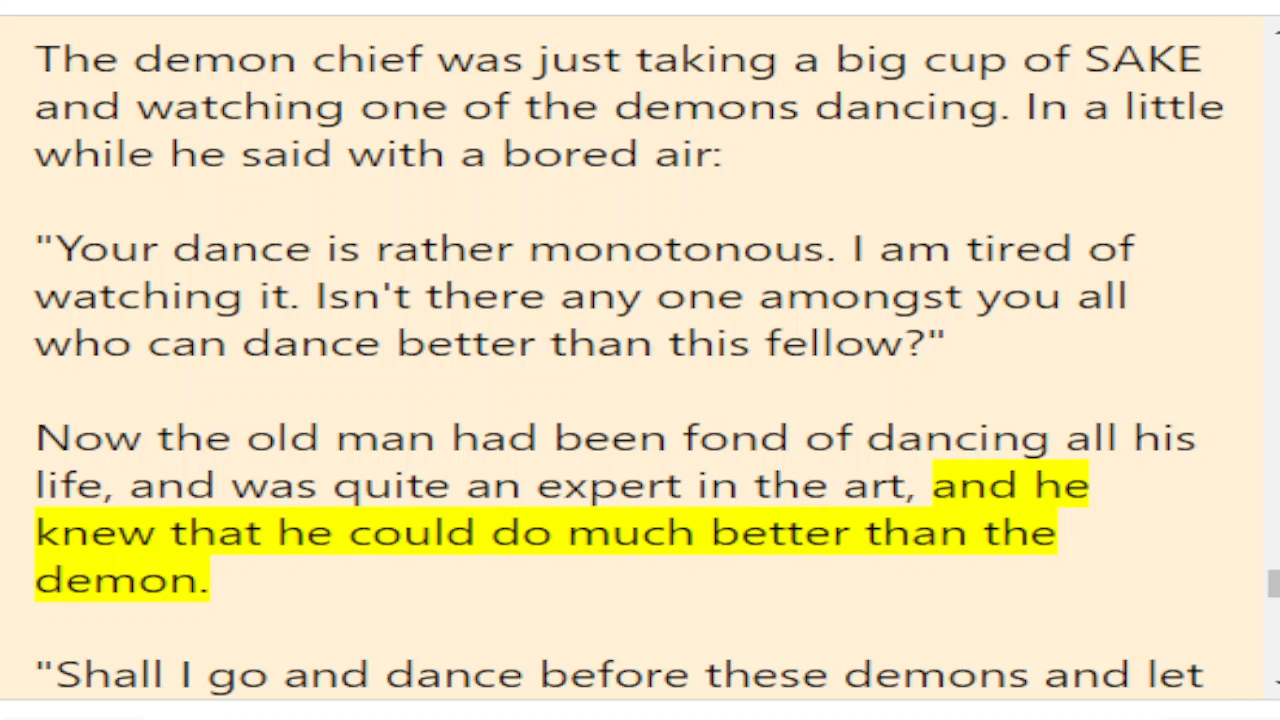 The demon chief was just taking a big cup of SAKE
and watching one of the demons dancing. In a little
while he said with a bored air:
"Your dance is rather monotonous. I am tired of
watching it. Isn't there any one amongst you all
who can dance better than this fellow?"
Now the old man had been fond of dancing all his
life, and was quite an expert in the art, and he
knew that he could do much better than the
demon.
"Shall I go and dance before these demons and let